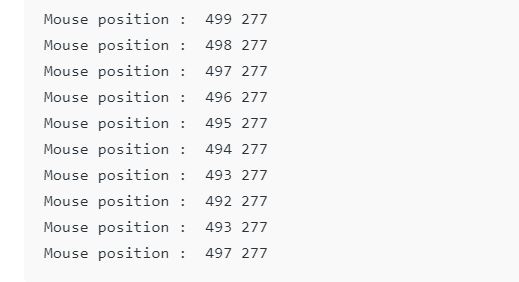 Mouse position :  499 277
Mouse position :  498 277
Mouse position :  497 277
Mouse position :  496 277
Mouse position :  495 277
Mouse position :  494 277
Mouse position :  493 277
Mouse position :  492 277
Mouse position :  493 277
Mouse position :  497 277